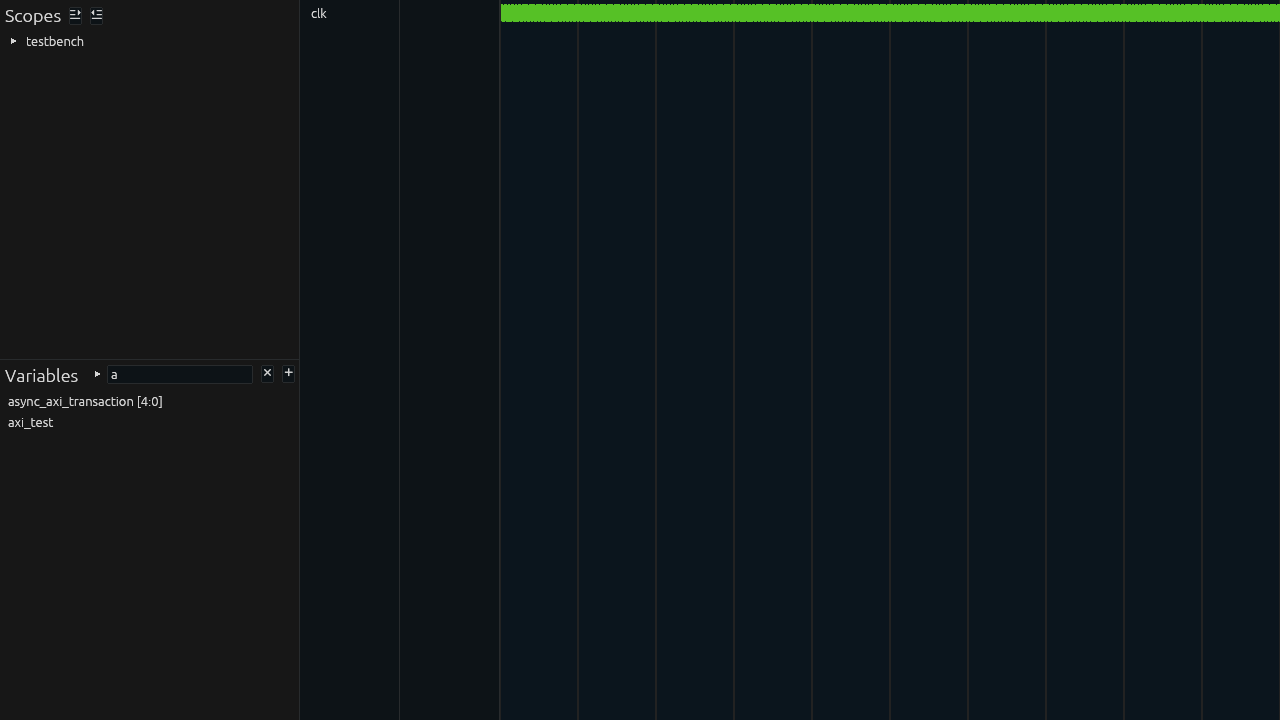 Scopes
testbench
clk
Variables a × +
async_axi_transaction [4:0]
axi_test